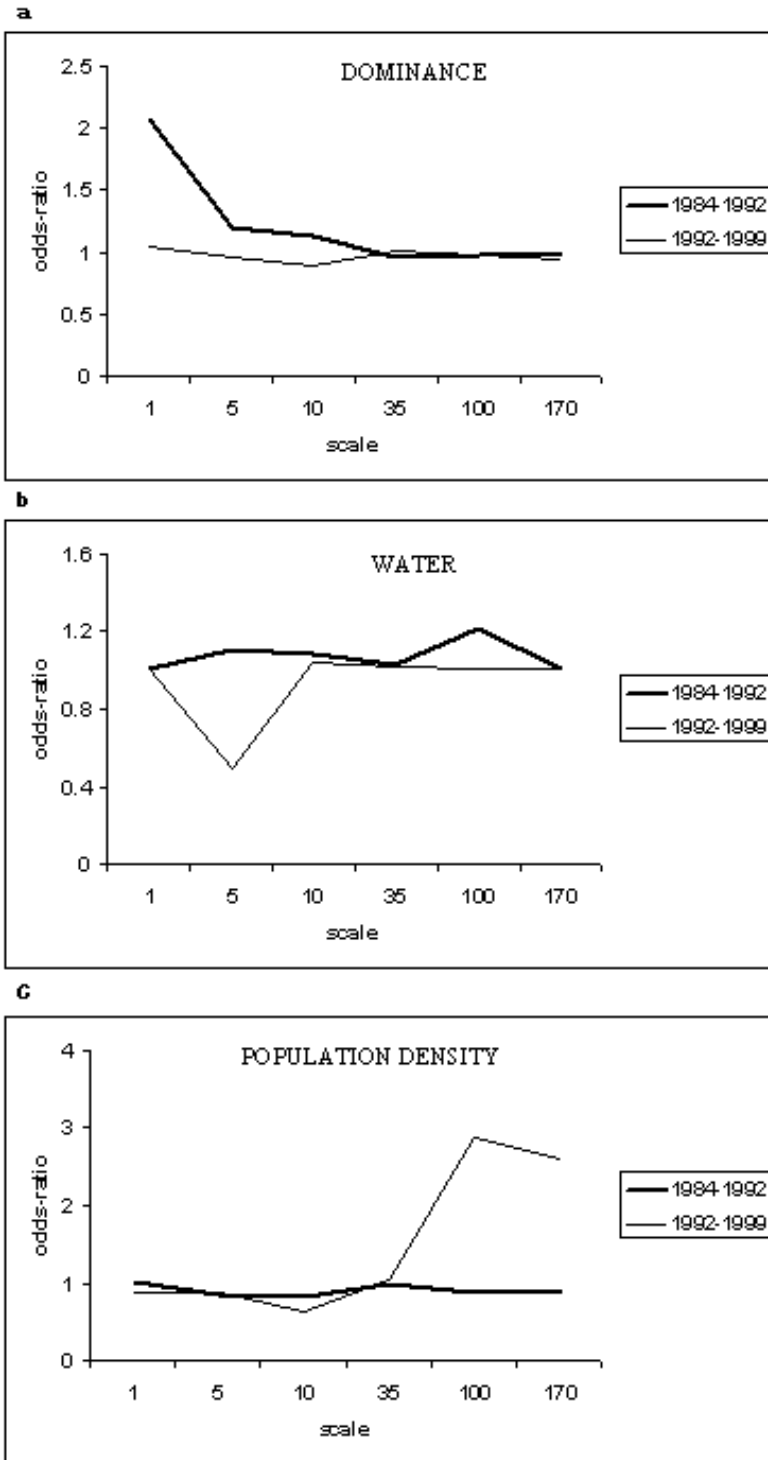 a
DOMINANCE
2.5
2
1.5
1
0.5
0
odds-ratio
1 5 10 35 100 170
scale
1984-1992
1992-1999
b
WATER
1.6
1.2
0.8
0.4
0
odds-ratio
1 5 10 35 100 170
scale
1984-1992
1992-1999
c
POPULATION DENSITY
4
3
2
1
0
odds-ratio
1 5 10 35 100 170
scale
1984-1992
1992-1999